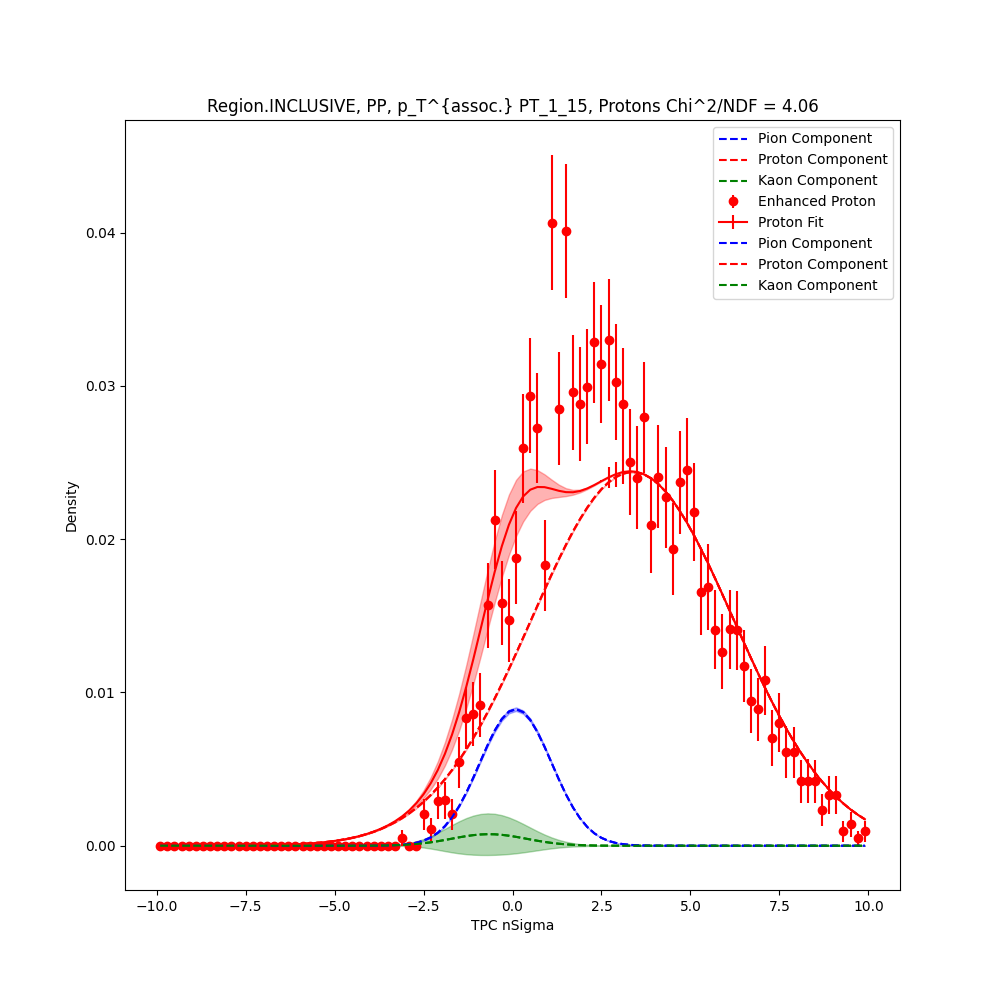 Region.INCLUSIVE, PP, p_T^{assoc.} PT_1_15, Protons Chi^2/NDF = 4.06
Pion Component
Proton Component
Kaon Component
Enhanced Proton
Proton Fit
Pion Component
Proton Component
Kaon Component
0.04
0.03
0.02
0.01
0.00
Density
−10.0 −7.5 −5.0 −2.5 0.0 2.5 5.0 7.5 10.0
TPC nSigma